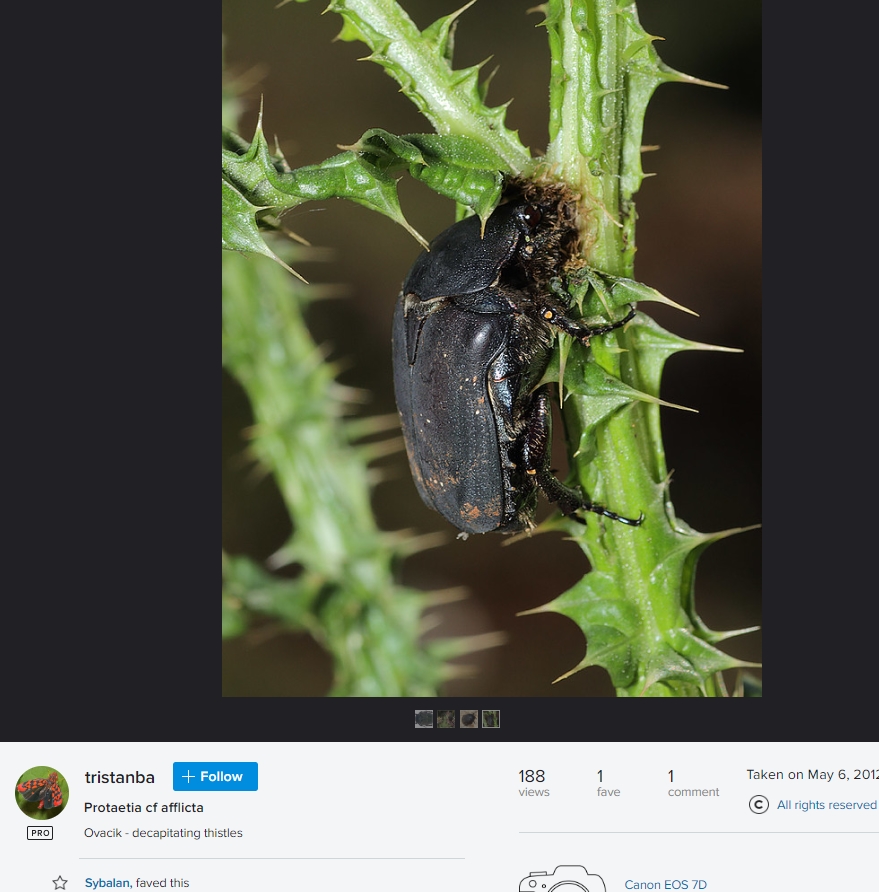 tristanba
+ Follow
Protaetia cf afflicta
PRO
Ovacik - decapitating thistles
Sybalan, faved this
188
views
1
fave
1
comment
Taken on May 6, 2012
© All rights reserved
Canon EOS 7D